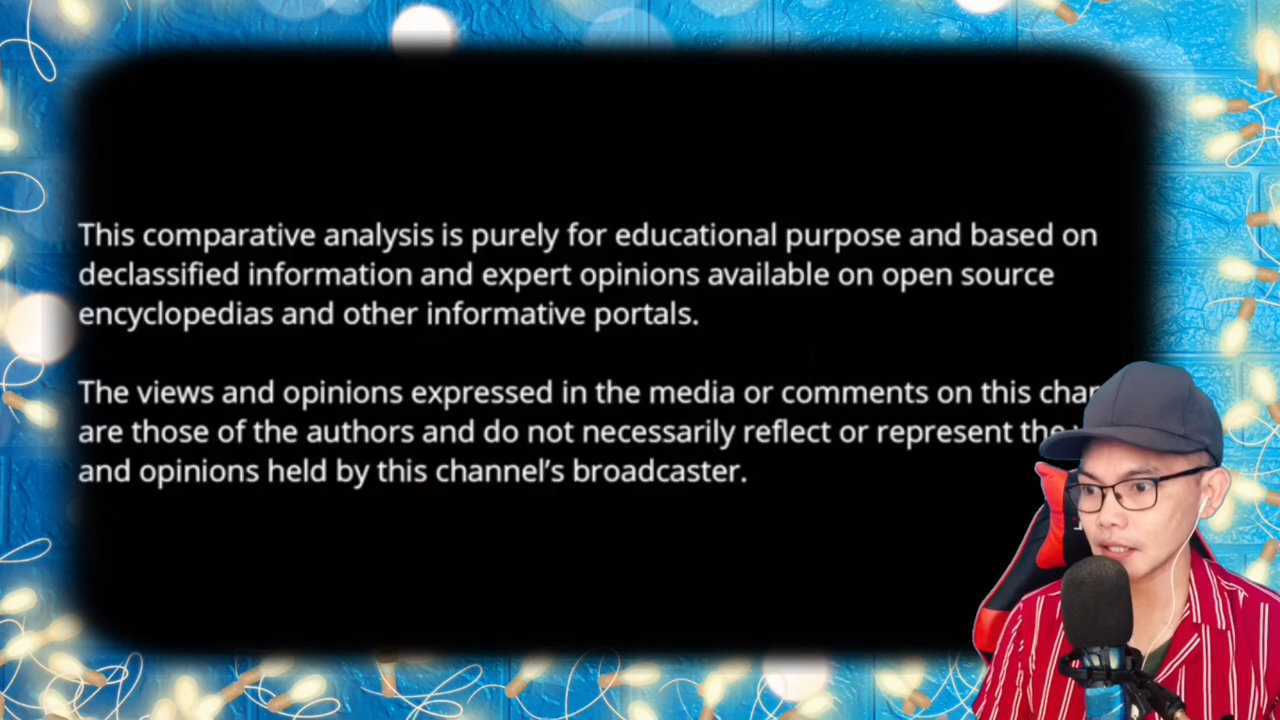 This comparative analysis is purely for educational purpose and based on
declassified information and expert opinions available on open source
encyclopedias and other informative portals.
The views and opinions expressed in the media or comments on this
are those of the authors and do not necessarily reflect or represent the
and opinions held by this channel's broadcaster.